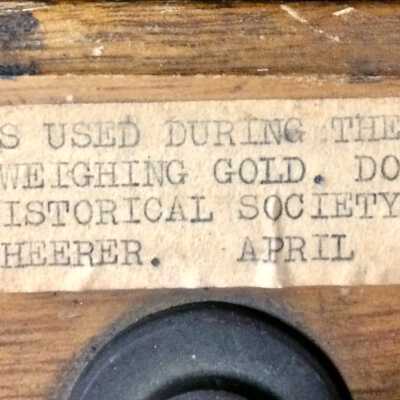 S USED DURING THE
WEIGHING GOLD. DO
ISTORICAL SOCIETY
HEERER. APRIL